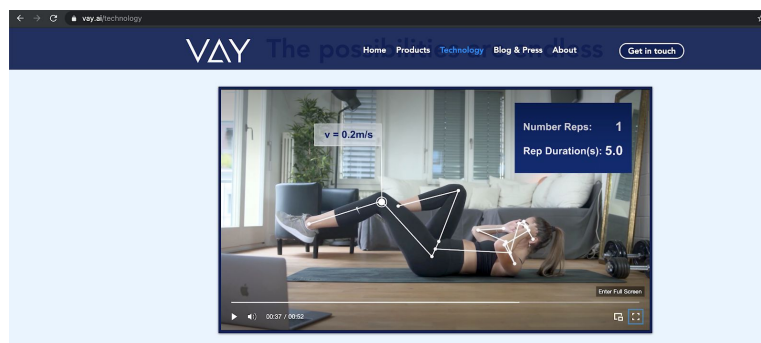 vay.ai/technology
VAY
The possibilities are endless
Home Products Technology Blog & Press About Get in touch
v = 0.2m/s
Number Reps: 1
Rep Duration(s): 5.0
Enter Full Screen
00:37 / 00:52